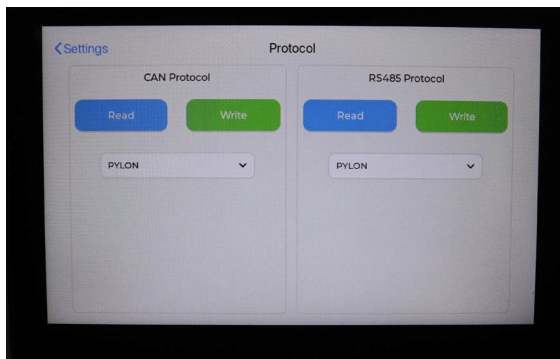 Settings
Protocol
CAN Protocol
Read
Write
PYLON
RS485 Protocol
Read
Write
PYLON